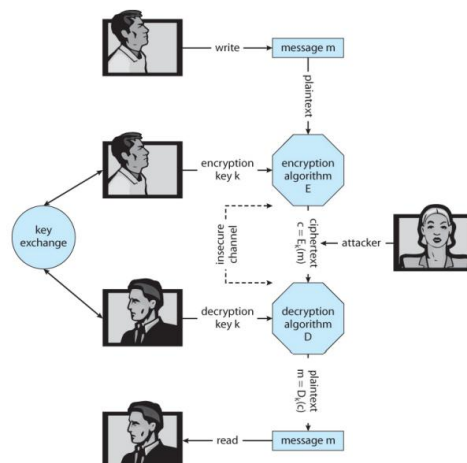 write
message m
plaintext
encryption
key k
encryption
algorithm
E
key
exchange
insecure
channel
ciphertext
c = Eₖ(m)
attacker
decryption
key k
decryption
algorithm
D
plaintext
m = Dₖ(c)
read
message m